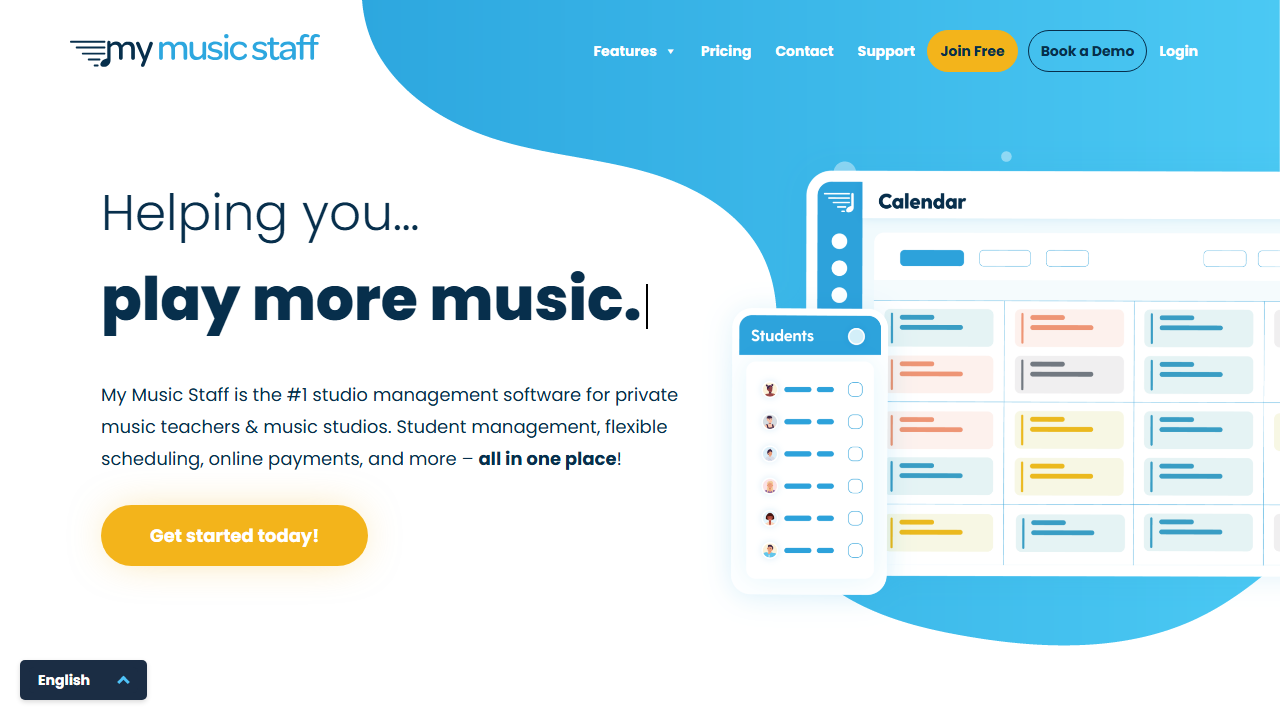 my music staff
Features
Pricing
Contact
Support
Join Free
Book a Demo
Login
Helping you...
play more music.
My Music Staff is the #1 studio management software for private
music teachers & music studios. Student management, flexible
scheduling, online payments, and more – all in one place!
Get started today!
Calendar
Students
English